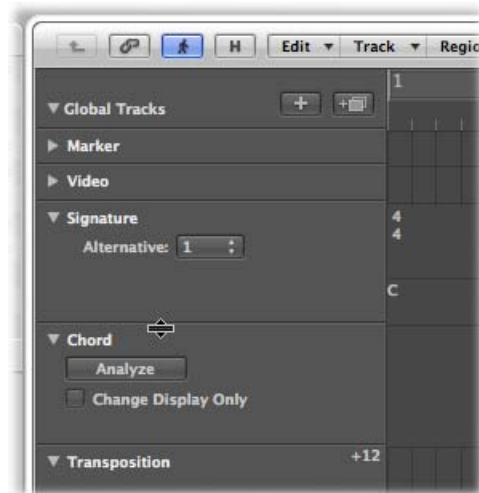 H Edit Track
1
Global Tracks
Marker
Video
Signature
4
4
Alternative: 1
C
Chord
Analyze
Change Display Only
Transposition +12